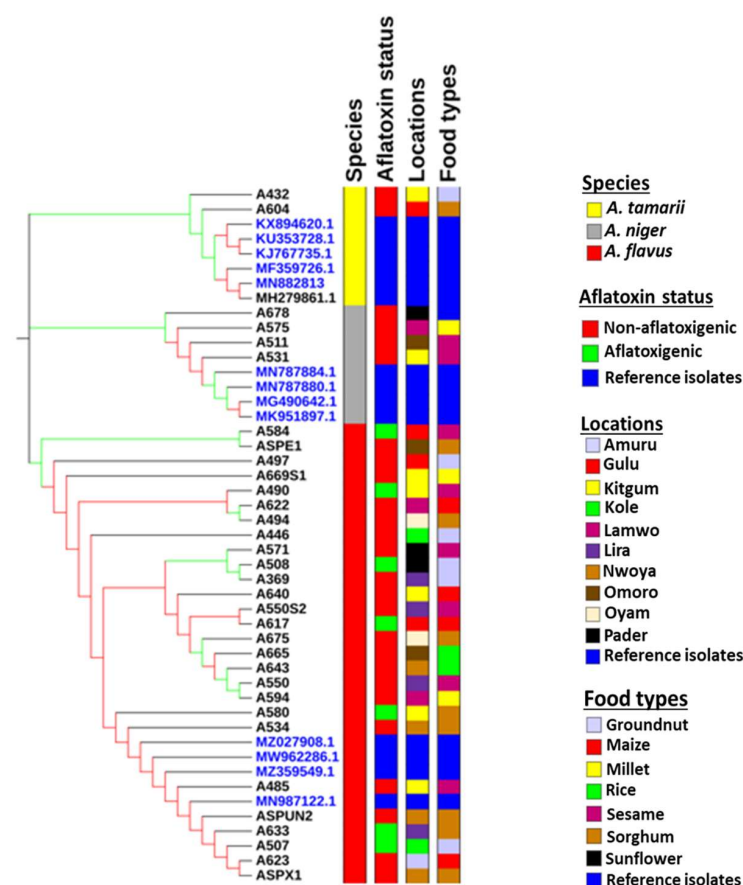 Species
Aflatoxin status
Locations
Food types
A432
A604
KX894620.1
KU353728.1
KJ767735.1
MF359726.1
MN882813
MH279861.1
A678
A575
A511
A531
MN787884.1
MN787880.1
MG490642.1
MK951897.1
A584
ASPE1
A497
A669S1
A490
A622
A494
A446
A571
A508
A369
A640
A550S2
A617
A675
A665
A643
A550
A594
A580
A534
MZ027908.1
MW962286.1
MZ359549.1
A485
MN987122.1
ASPUN2
A633
A507
A623
ASPX1
Species
A. tamarii
A. niger
A. flavus
Aflatoxin status
Non-aflatoxigenic
Aflatoxigenic
Reference isolates
Locations
Amuru
Gulu
Kitgum
Kole
Lamwo
Lira
Nwoya
Omoro
Oyam
Pader
Reference isolates
Food types
Groundnut
Maize
Millet
Rice
Sesame
Sorghum
Sunflower
Reference isolates